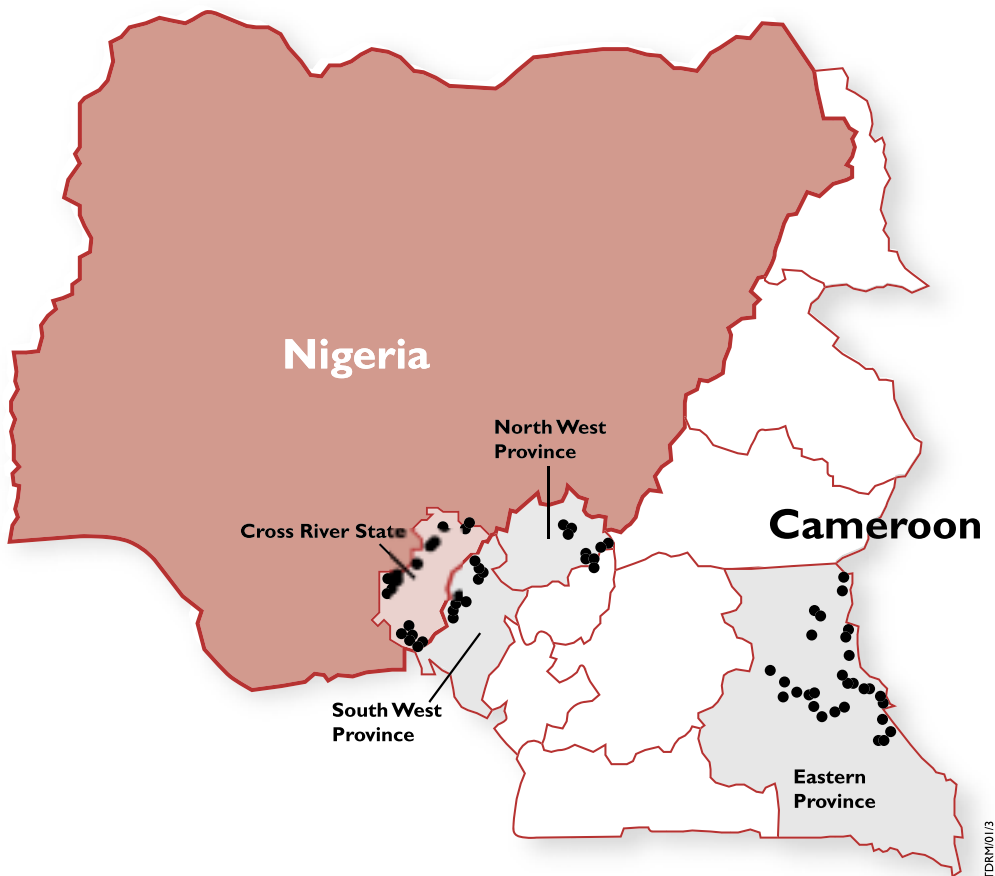 Nigeria
North West
Province
Cross River State
Cameroon
South West
Province
Eastern
Province
TDRM/01/3